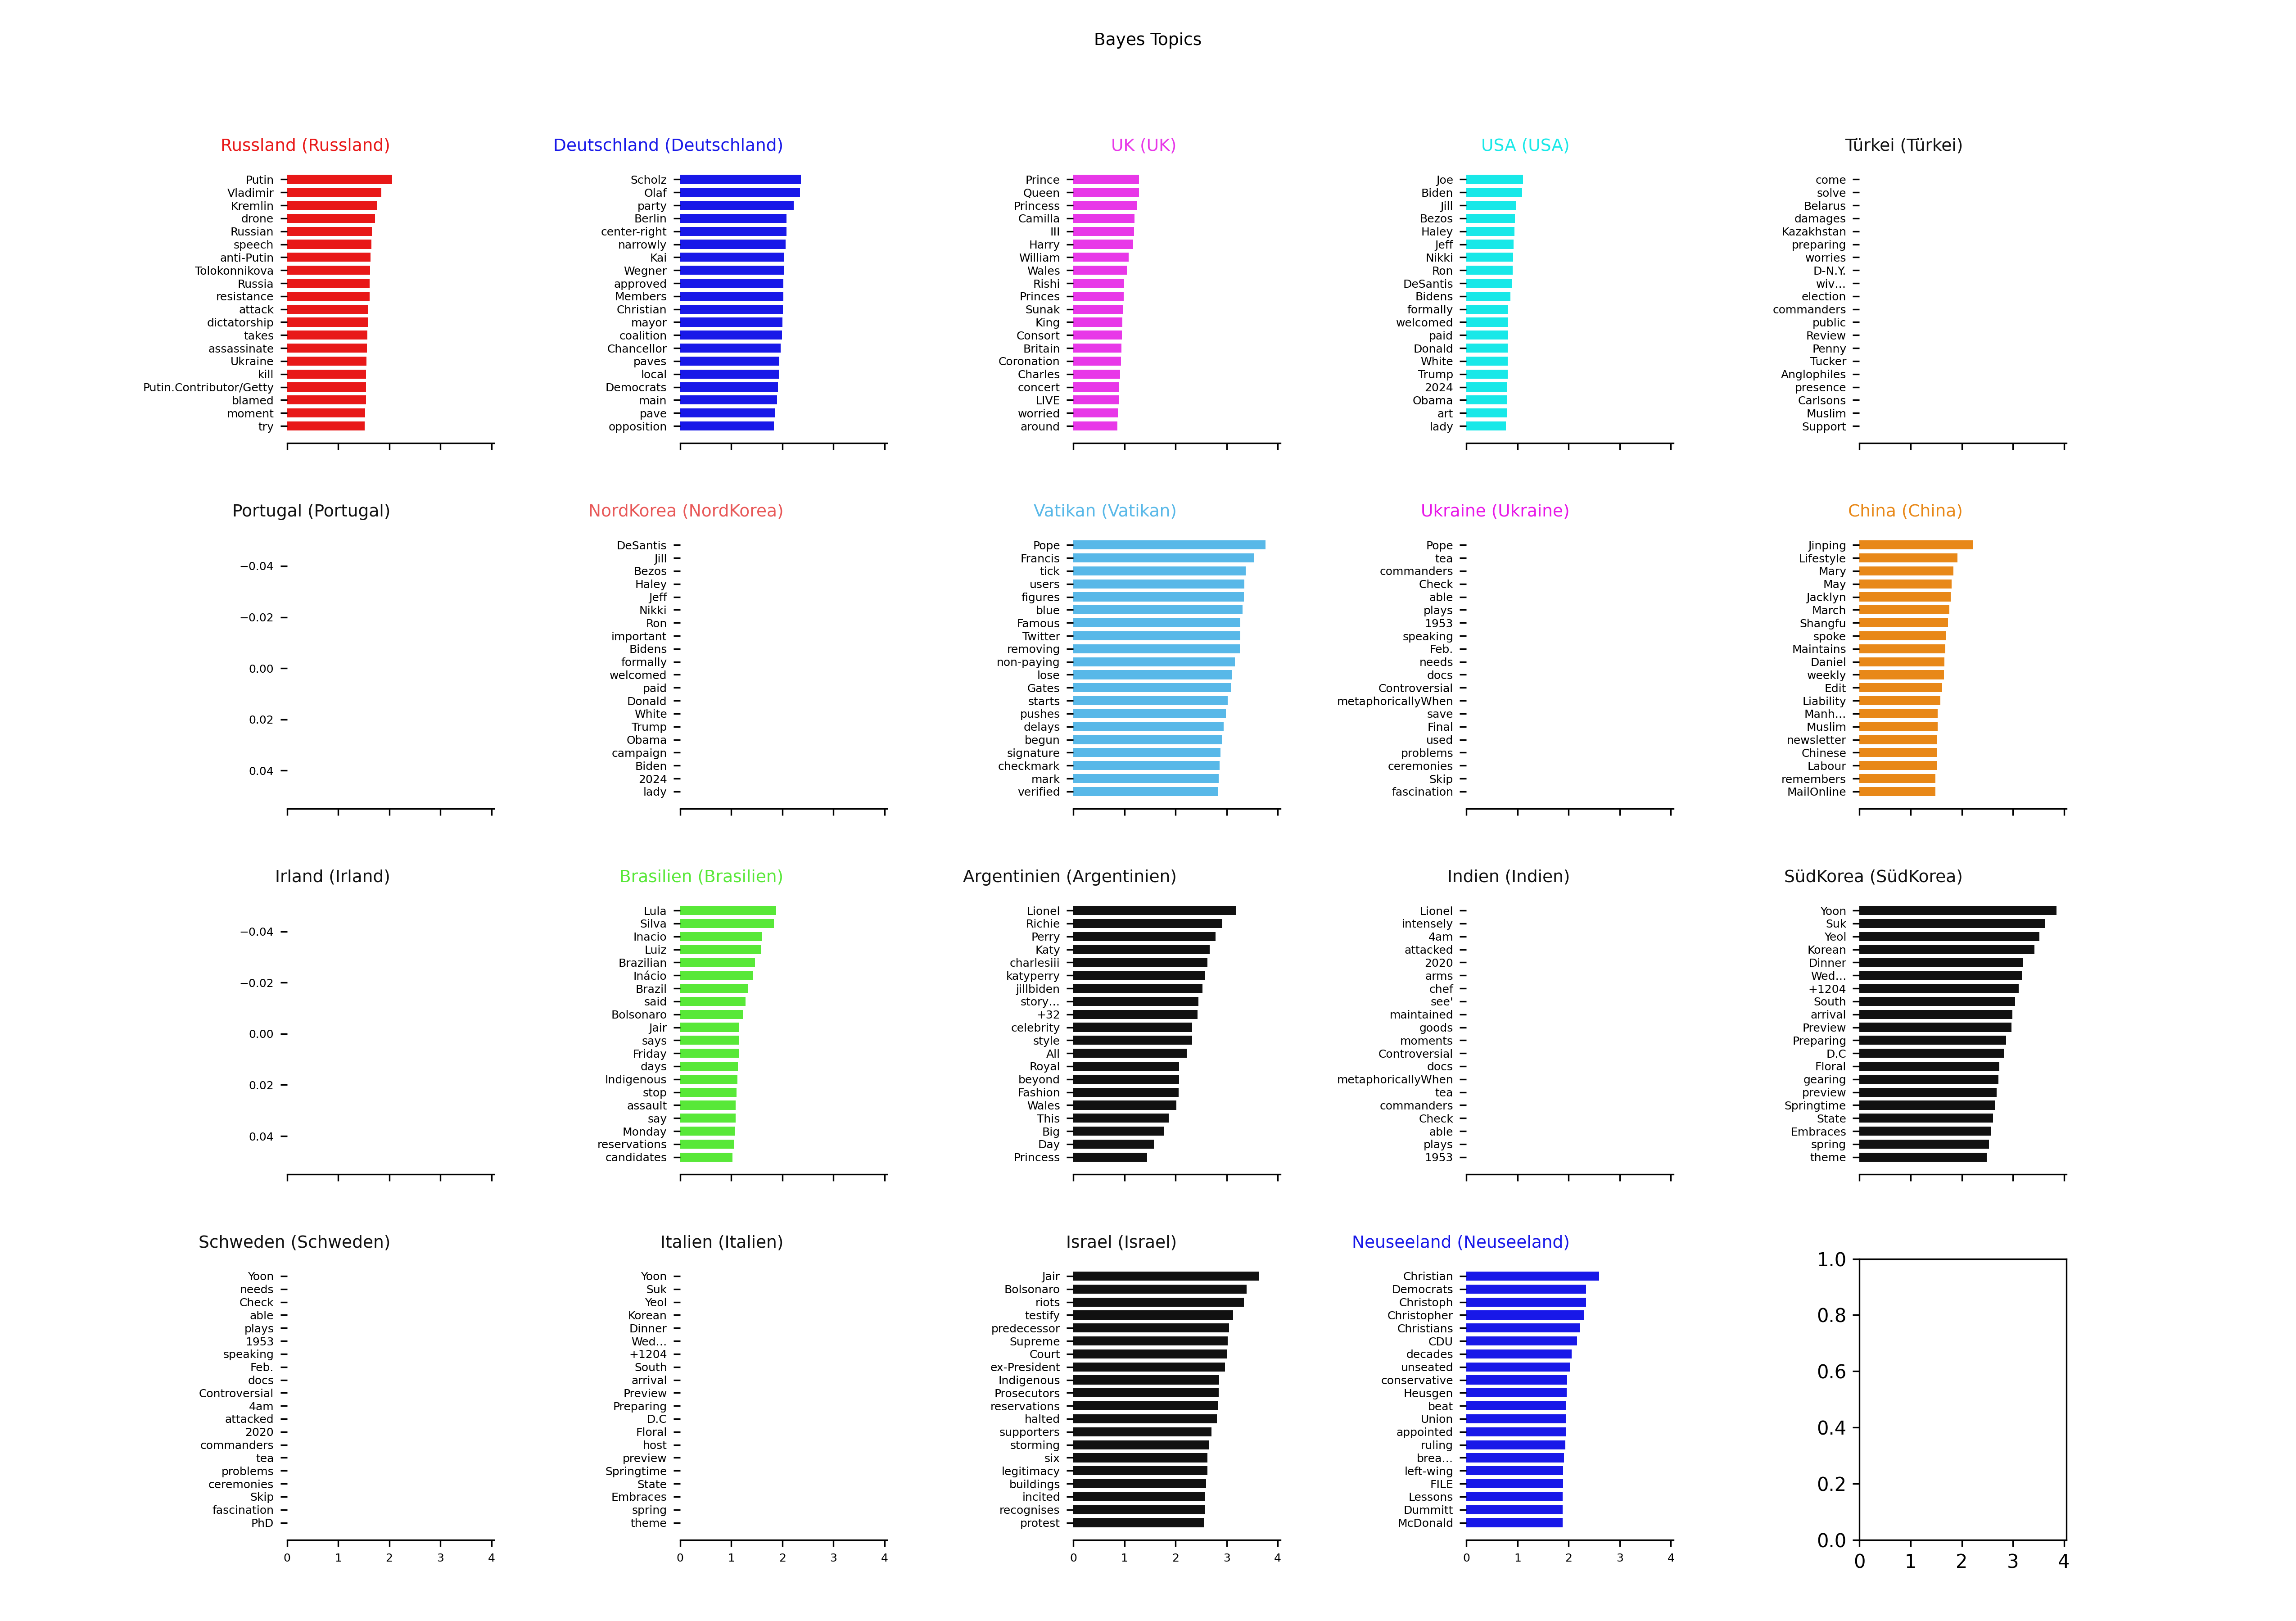 Bayes Topics
Russland (Russland)
Putin
Vladimir
Kremlin
drone
Russian
speech
anti-Putin
Tolokonnikova
Russia
resistance
attack
dictatorship
takes
assassinate
Ukraine
kill
Putin.Contributor/Getty
blamed
moment
try
Deutschland (Deutschland)
Scholz
Olaf
party
Berlin
center-right
narrowly
Kai
Wegner
approved
Members
Christian
mayor
coalition
Chancellor
paves
local
Democrats
main
pave
opposition
UK (UK)
Prince
Queen
Princess
Camilla
III
Harry
William
Wales
Rishi
Princes
Sunak
King
Consort
Britain
Coronation
Charles
concert
LIVE
worried
around
USA (USA)
Joe
Biden
Jill
Bezos
Haley
Jeff
Nikki
Ron
DeSantis
Bidens
formally
welcomed
paid
Donald
White
Trump
2024
Obama
art
lady
Türkei (Türkei)
come
solve
Belarus
damages
Kazakhstan
preparing
worries
D-N.Y.
wiv…
election
commanders
public
Review
Penny
Tucker
Anglophiles
presence
Carlsons
Muslim
Support
Portugal (Portugal)
−0.04
−0.02
0.00
0.02
0.04
NordKorea (NordKorea)
DeSantis
Jill
Bezos
Haley
Jeff
Nikki
Ron
important
Bidens
formally
welcomed
paid
Donald
White
Trump
Obama
campaign
Biden
2024
lady
Vatikan (Vatikan)
Pope
Francis
tick
users
figures
blue
Famous
Twitter
removing
non-paying
lose
Gates
starts
pushes
delays
begun
signature
checkmark
mark
verified
Ukraine (Ukraine)
Pope
tea
commanders
Check
able
plays
1953
speaking
Feb.
needs
docs
Controversial
metaphoricallyWhen
save
Final
used
problems
ceremonies
Skip
fascination
China (China)
Jinping
Lifestyle
Mary
May
Jacklyn
March
Shangfu
spoke
Maintains
Daniel
weekly
Edit
Liability
Manh…
Muslim
newsletter
Chinese
Labour
remembers
MailOnline
Irland (Irland)
−0.04
−0.02
0.00
0.02
0.04
Brasilien (Brasilien)
Lula
Silva
Inacio
Luiz
Brazilian
Inácio
Brazil
said
Bolsonaro
Jair
says
Friday
days
Indigenous
stop
assault
say
Monday
reservations
candidates
Argentinien (Argentinien)
Lionel
Richie
Perry
Katy
charlesiii
katyperry
jillbiden
story…
+32
celebrity
style
All
Royal
beyond
Fashion
Wales
This
Big
Day
Princess
Indien (Indien)
Lionel
intensely
4am
attacked
2020
arms
chef
see'
maintained
goods
moments
Controversial
docs
metaphoricallyWhen
tea
commanders
Check
able
plays
1953
SüdKorea (SüdKorea)
Yoon
Suk
Yeol
Korean
Dinner
Wed…
+1204
South
arrival
Preview
Preparing
D.C
Floral
gearing
preview
Springtime
State
Embraces
spring
theme
Schweden (Schweden)
Yoon
needs
Check
able
plays
1953
speaking
Feb.
docs
Controversial
4am
attacked
2020
commanders
tea
problems
ceremonies
Skip
fascination
PhD
0 1 2 3 4
Italien (Italien)
Yoon
Suk
Yeol
Korean
Dinner
Wed…
+1204
South
arrival
Preview
Preparing
D.C
Floral
host
preview
Springtime
State
Embraces
spring
theme
0 1 2 3 4
Israel (Israel)
Jair
Bolsonaro
riots
testify
predecessor
Supreme
Court
ex-President
Indigenous
Prosecutors
reservations
halted
supporters
storming
six
legitimacy
buildings
incited
recognises
protest
0 1 2 3 4
Neuseeland (Neuseeland)
Christian
Democrats
Christoph
Christopher
Christians
CDU
decades
unseated
conservative
Heusgen
beat
Union
appointed
ruling
brea…
left-wing
FILE
Lessons
Dummitt
McDonald
0 1 2 3 4
1.0
0.8
0.6
0.4
0.2
0.0
0 1 2 3 4